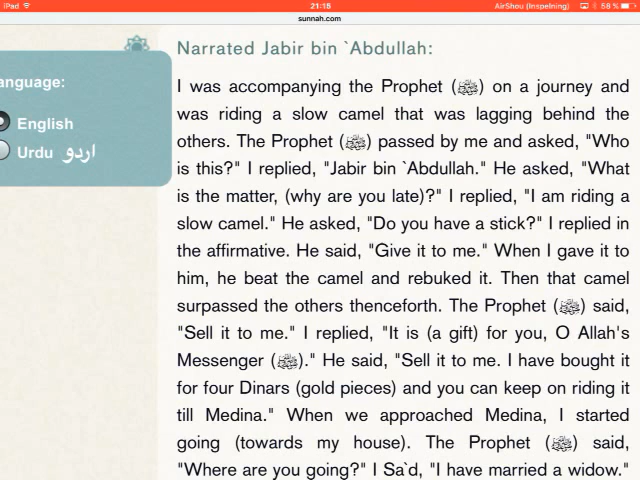 iPad 21:15 AirShou (Inspelning) 58 %
sunnah.com
anguage:
English
Urdu اردو
Narrated Jabir bin `Abdullah:
I was accompanying the Prophet (ﷺ) on a journey and
was riding a slow camel that was lagging behind the
others. The Prophet (ﷺ) passed by me and asked, "Who
is this?" I replied, "Jabir bin `Abdullah." He asked, "What
is the matter, (why are you late)?" I replied, "I am riding a
slow camel." He asked, "Do you have a stick?" I replied in
the affirmative. He said, "Give it to me." When I gave it to
him, he beat the camel and rebuked it. Then that camel
surpassed the others thenceforth. The Prophet (ﷺ) said,
"Sell it to me." I replied, "It is (a gift) for you, O Allah's
Messenger (ﷺ)." He said, "Sell it to me. I have bought it
for four Dinars (gold pieces) and you can keep on riding it
till Medina." When we approached Medina, I started
going (towards my house). The Prophet (ﷺ) said,
"Where are you going?" I Sa`d, "I have married a widow."